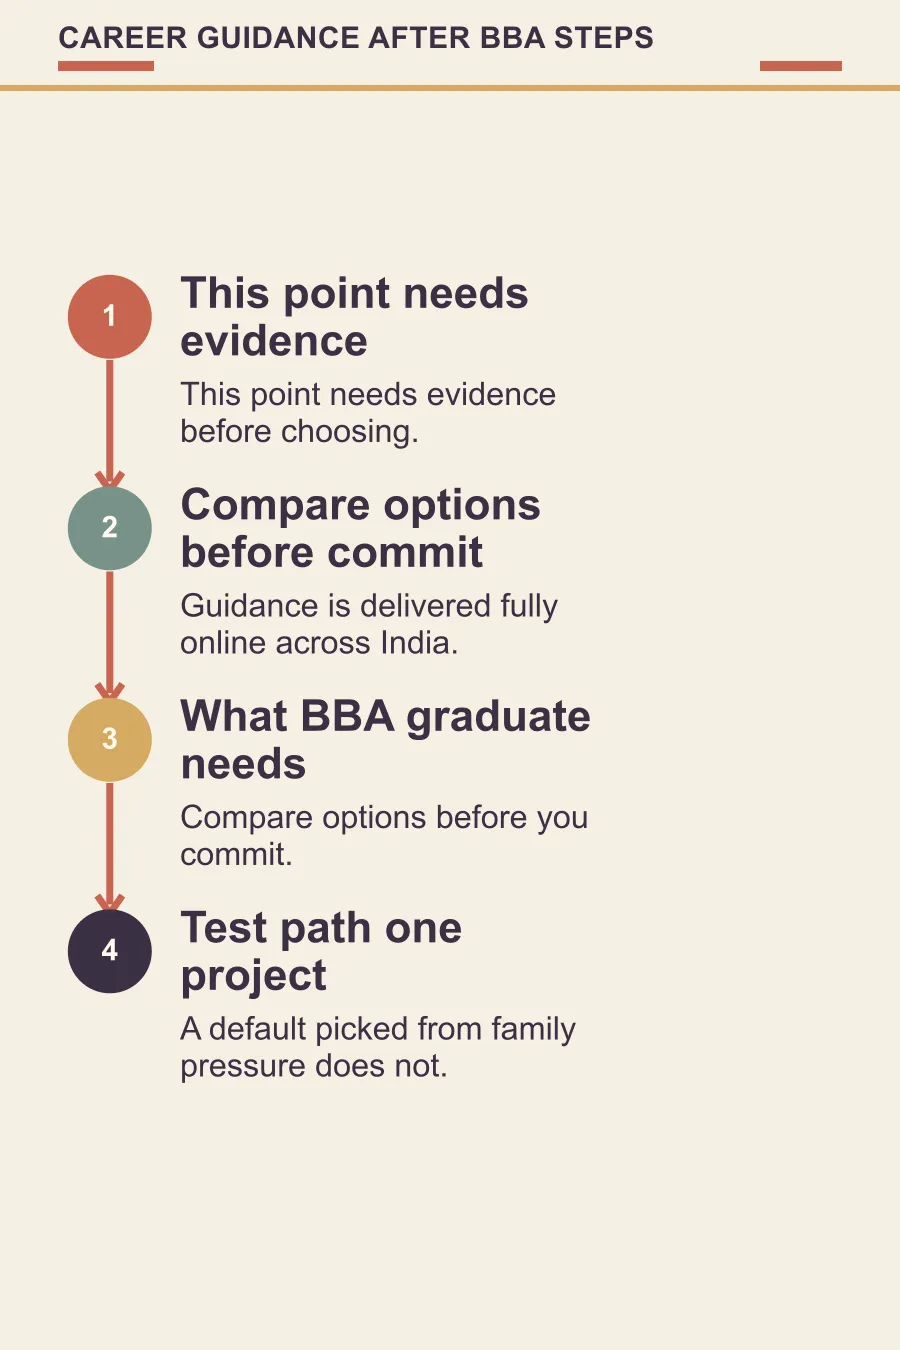 CAREER GUIDANCE AFTER BBA STEPS
1
This point needs
evidence
This point needs evidence
before choosing.
2
Compare options
before commit
Guidance is delivered fully
online across India.
3
What BBA graduate
needs
Compare options before you
commit.
4
Test path one
project
A default picked from family
pressure does not.